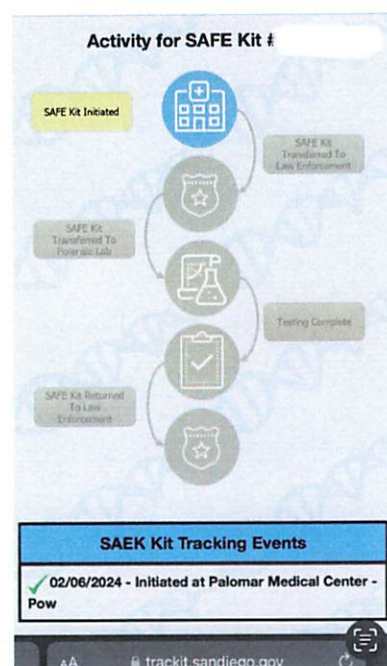 Activity for SAFE Kit #
SAFE Kit Initiated
SAFE Kit
Transferred To
Law Enforcement
SAFE Kit
Transferred To
Forensic Lab
Testing Complete
SAFE Kit Returned
To Law
Enforcement
SAEK Kit Tracking Events
02/06/2024 - Initiated at Palomar Medical Center -
Pow
AA
trackit.sandiego.gov